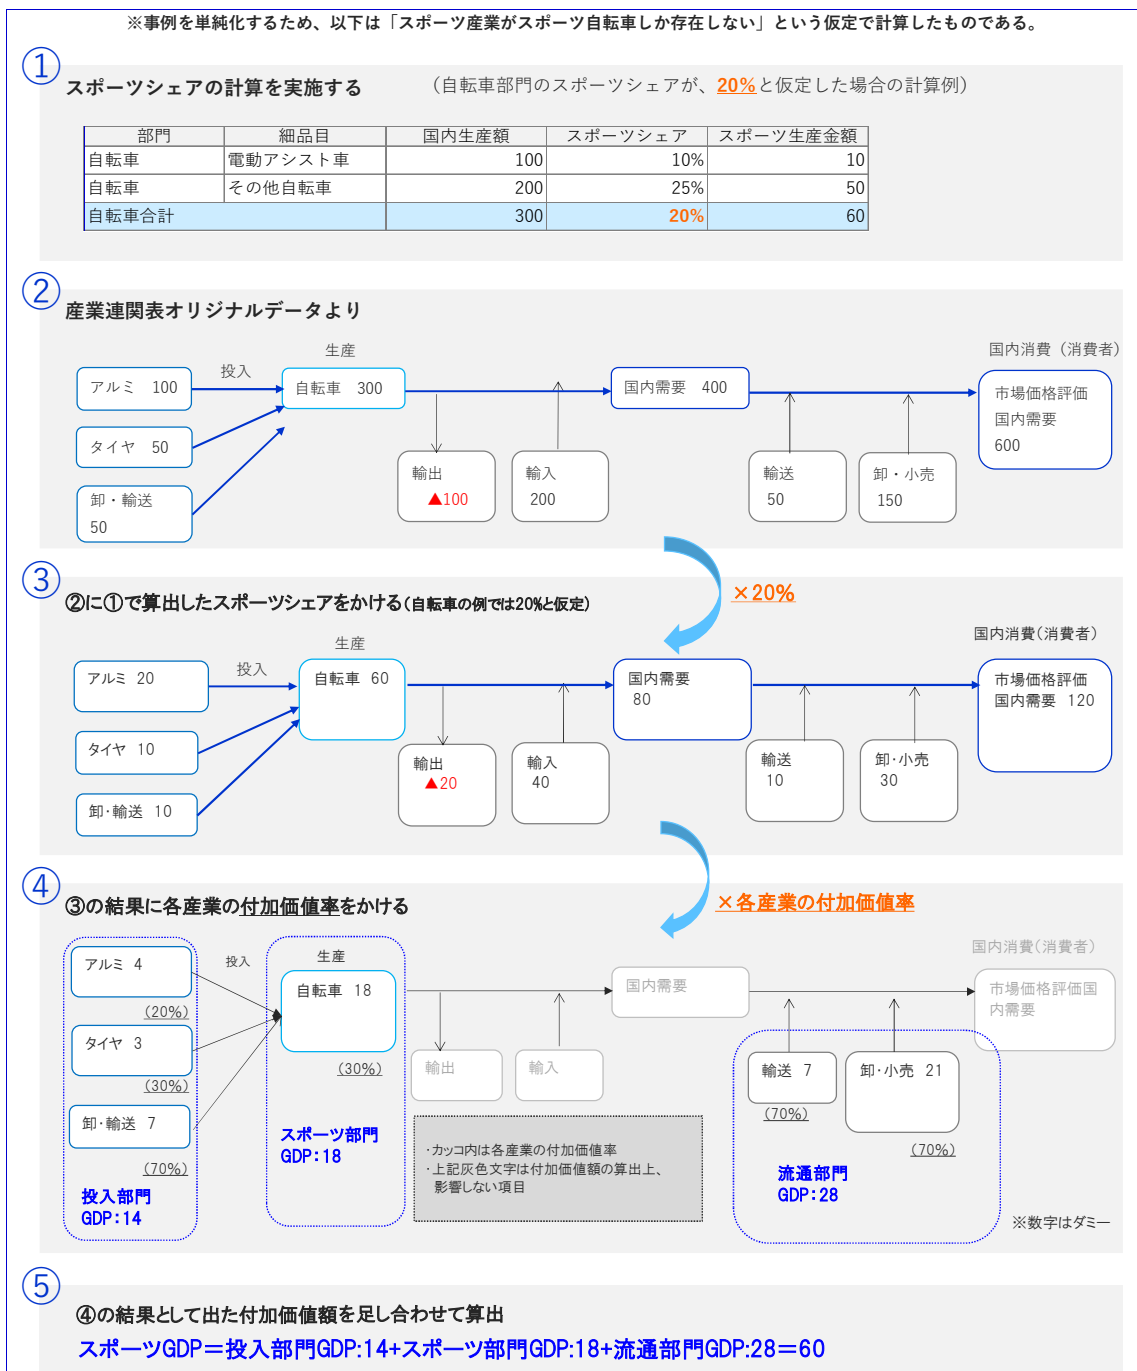 ※事例を単純化するため、以下は「スポーツ産業がスポーツ自転車しか存在しない」という仮定で計算したものである。
①
スポーツシェアの計算を実施する （自転車部門のスポーツシェアが、20%と仮定した場合の計算例）
部門 細品目 国内生産額 スポーツシェア スポーツ生産金額
自転車 電動アシスト車 100 10% 10
自転車 その他自転車 200 25% 50
自転車合計 300 20% 60
②
産業連関表オリジナルデータより
生産
国内消費（消費者）
投入
アルミ 100
自転車 300
国内需要 400
市場価格評価
国内需要
600
タイヤ 50
卸・輸送
50
輸出
▲100
輸入
200
輸送
50
卸・小売
150
③
②に①で算出したスポーツシェアをかける（自転車の例では20%と仮定）
×20%
生産
国内消費（消費者）
投入
アルミ 20
自転車 60
国内需要
80
市場価格評価
国内需要 120
タイヤ 10
卸・輸送 10
輸出
▲20
輸入
40
輸送
10
卸・小売
30
④
③の結果に各産業の付加価値率をかける
×各産業の付加価値率
生産
国内消費（消費者）
投入
アルミ 4
(20%)
自転車 18
(30%)
国内需要
市場価格評価国
内需要
タイヤ 3
(30%)
卸・輸送 7
(70%)
輸出
輸入
輸送 7
(70%)
卸・小売 21
(70%)
投入部門
GDP：14
スポーツ部門
GDP：18
・カッコ内は各産業の付加価値率
・上記灰色文字は付加価値額の算出上、
影響しない項目
流通部門
GDP：28
※数字はダミー
⑤
④の結果として出た付加価値額を足し合わせて算出
スポーツGDP＝投入部門GDP:14+スポーツ部門GDP:18+流通部門GDP:28＝60